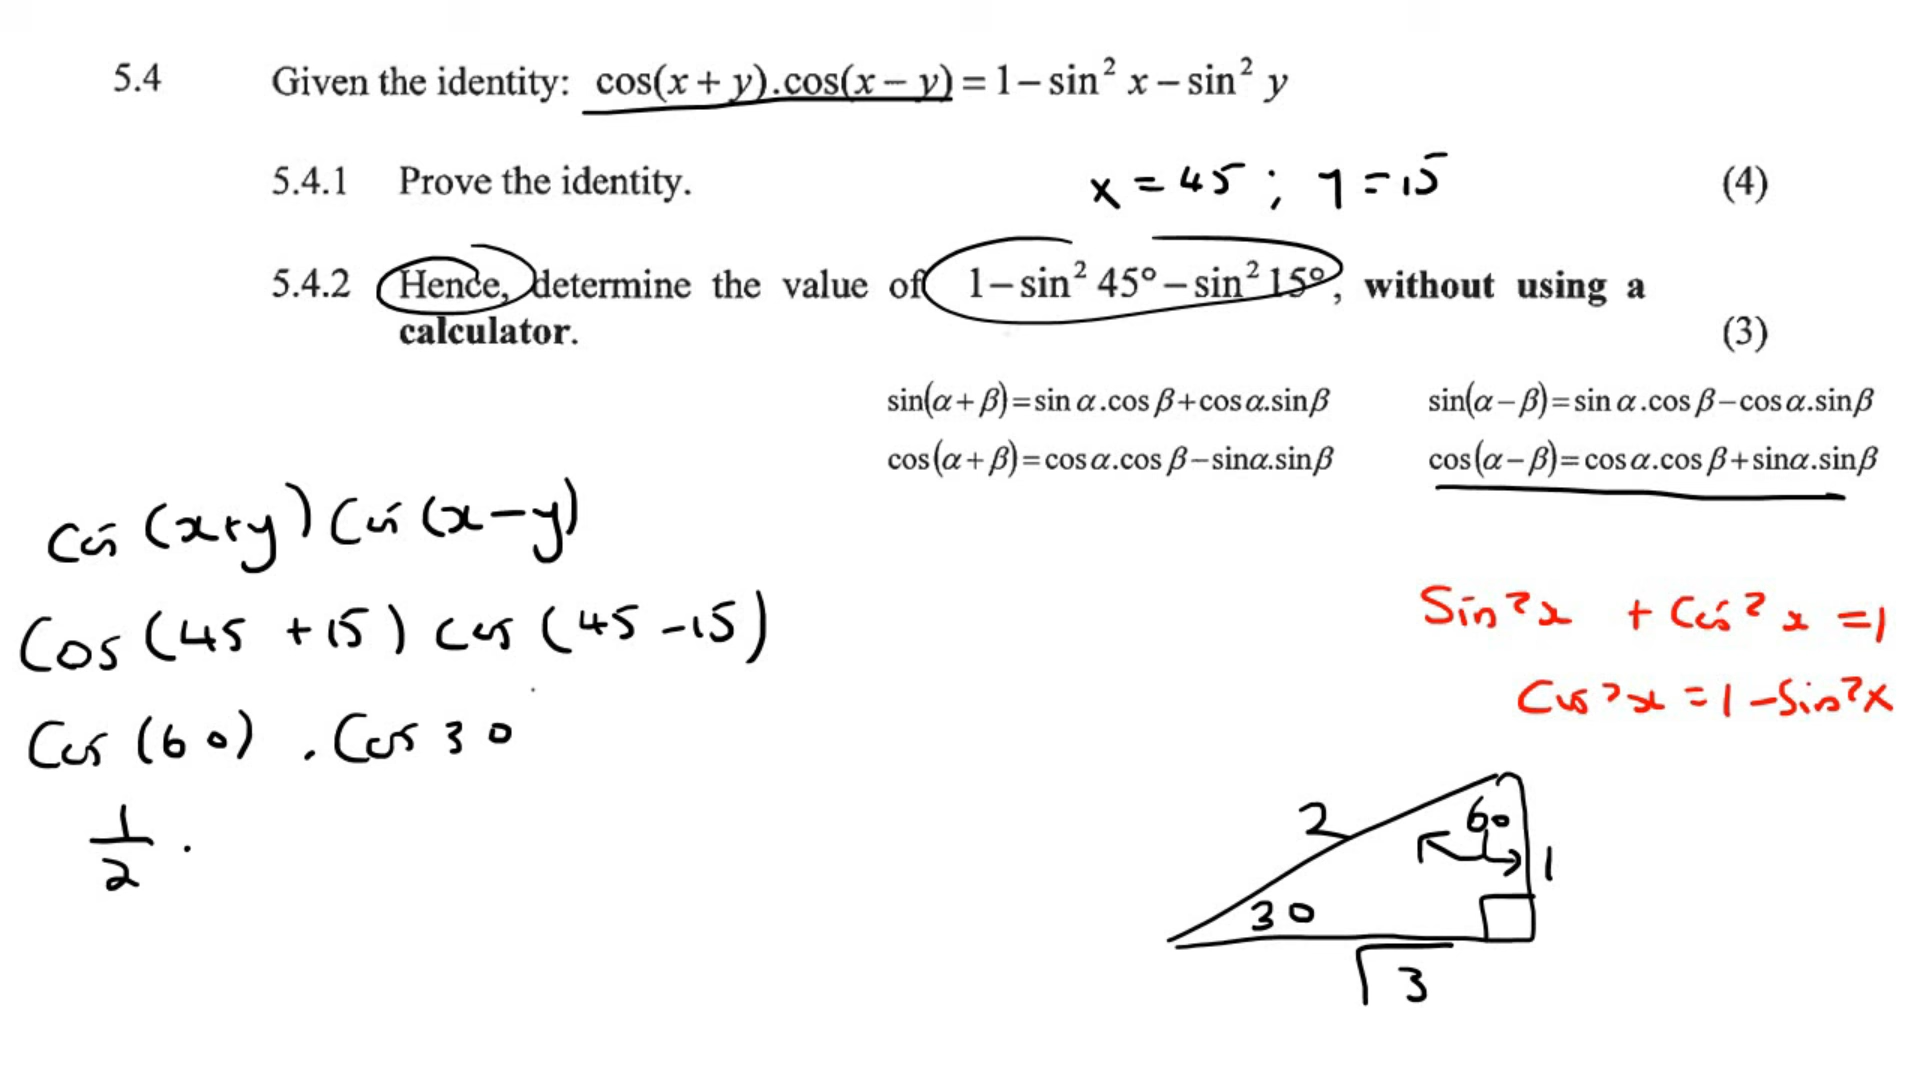 5.4 Given the identity: cos(x + y).cos(x − y) = 1 − sin² x − sin² y
5.4.1 Prove the identity. (4)
x = 45 ; y = 15
5.4.2 Hence, determine the value of 1 − sin² 45° − sin² 15°, without using a
calculator. (3)
sin(α + β) = sin α.cos β + cos α.sin β sin(α − β) = sin α.cos β − cos α.sin β
cos(α + β) = cos α.cos β − sin α.sin β cos(α − β) = cos α.cos β + sin α.sin β
Cos (x+y) Cos (x−y)
Cos (45 + 15) cos (45 − 15)
Cos (60) . Cos 30
1/2 .
Sin²x + Cos²x = 1
Cos²x = 1 − Sin²x
2
60
1
30
√3